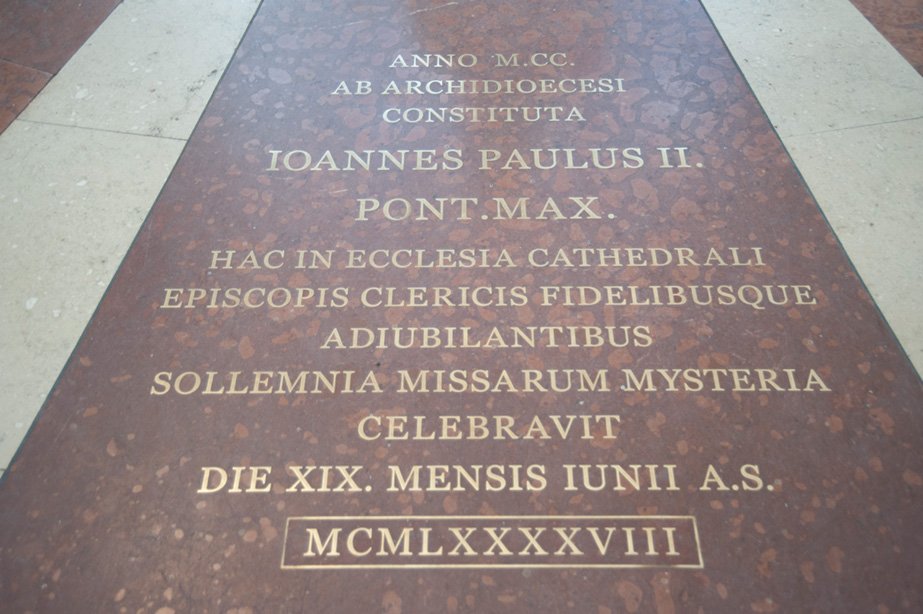 ANNO M.CC.
AB ARCHIDIOECESI
CONSTITUTA
IOANNES PAULUS II.
PONT.MAX.
HAC IN ECCLESIA CATHEDRALI
EPISCOPIS CLERICIS FIDELIBUSQUE
ADIUBILANTIBUS
SOLLEMNIA MISSARUM MYSTERIA
CELEBRAVIT
DIE XIX. MENSIS IUNII A.S.
MCMLXXXXVIII